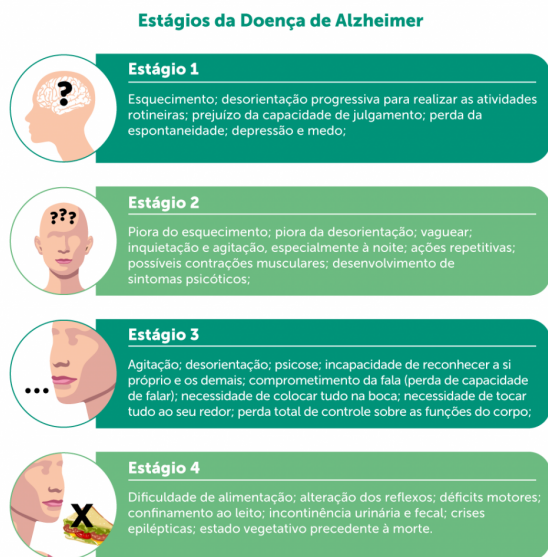 Estágios da Doença de Alzheimer
?
Estágio 1
Esquecimento; desorientação progressiva para realizar as atividades
rotineiras; prejuízo da capacidade de julgamento; perda da
espontaneidade; depressão e medo;
???
Estágio 2
Piora do esquecimento; piora da desorientação; vaguear;
inquietação e agitação, especialmente à noite; ações repetitivas;
possíveis contrações musculares; desenvolvimento de
sintomas psicóticos;
...
Estágio 3
Agitação; desorientação; psicose; incapacidade de reconhecer a si
próprio e os demais; comprometimento da fala (perda de capacidade
de falar); necessidade de colocar tudo na boca; necessidade de tocar
tudo ao seu redor; perda total de controle sobre as funções do corpo;
X
Estágio 4
Dificuldade de alimentação; alteração dos reflexos; déficits motores;
confinamento ao leito; incontinência urinária e fecal; crises
epilépticas; estado vegetativo precedente à morte.